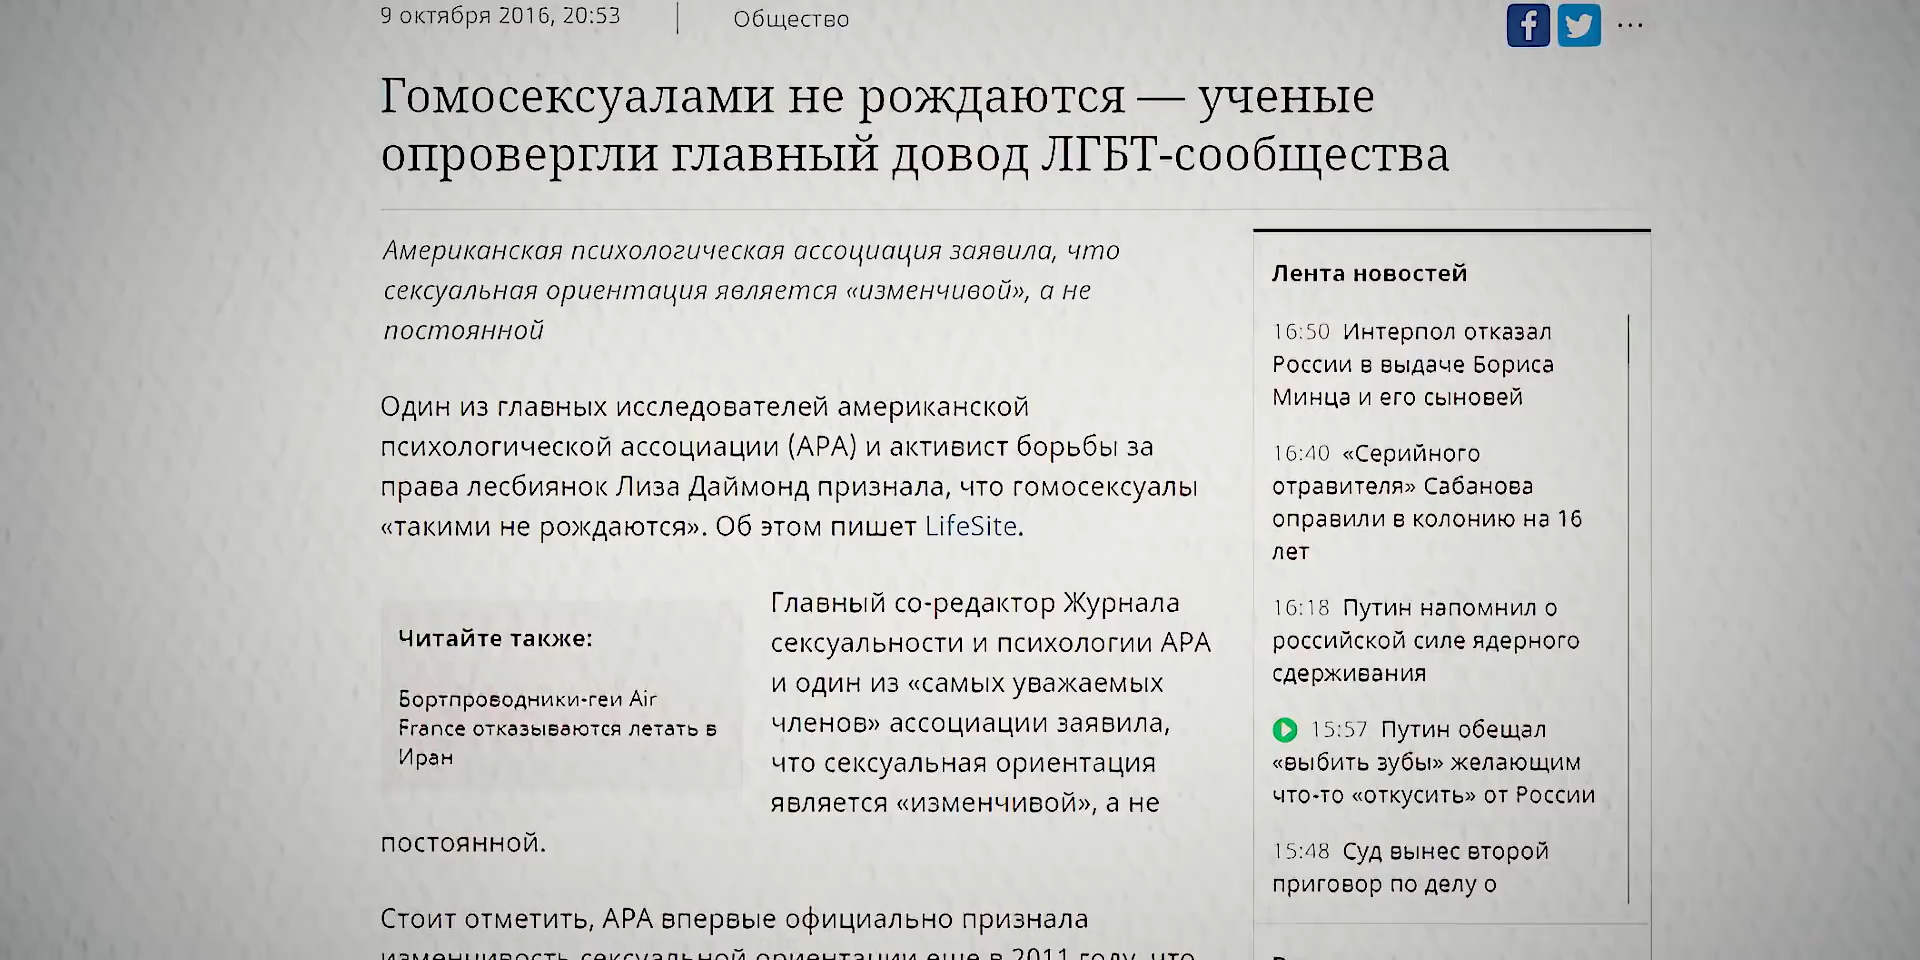 9 октября 2016, 20:53
Общество
Гомосексуалами не рождаются — ученые
опровергли главный довод ЛГБТ-сообщества
Американская психологическая ассоциация заявила, что
сексуальная ориентация является «изменчивой», а не
постоянной
Один из главных исследователей американской
психологической ассоциации (APA) и активист борьбы за
права лесбиянок Лиза Даймонд признала, что гомосексуалы
«такими не рождаются». Об этом пишет LifeSite.
Читайте также:
Бортпроводники-геи Air
France отказываются летать в
Иран
Главный со-редактор Журнала
сексуальности и психологии APA
и один из «самых уважаемых
членов» ассоциации заявила,
что сексуальная ориентация
является «изменчивой», а не
постоянной.
Стоит отметить, APA впервые официально признала
изменчивость сексуальной ориентации еще в 2011 году, что
Лента новостей
16:50 Интерпол отказал
России в выдаче Бориса
Минца и его сыновей
16:40 «Серийного
отравителя» Сабанова
оправили в колонию на 16
лет
16:18 Путин напомнил о
российской силе ядерного
сдерживания
15:57 Путин обещал
«выбить зубы» желающим
что-то «откусить» от России
15:48 Суд вынес второй
приговор по делу о